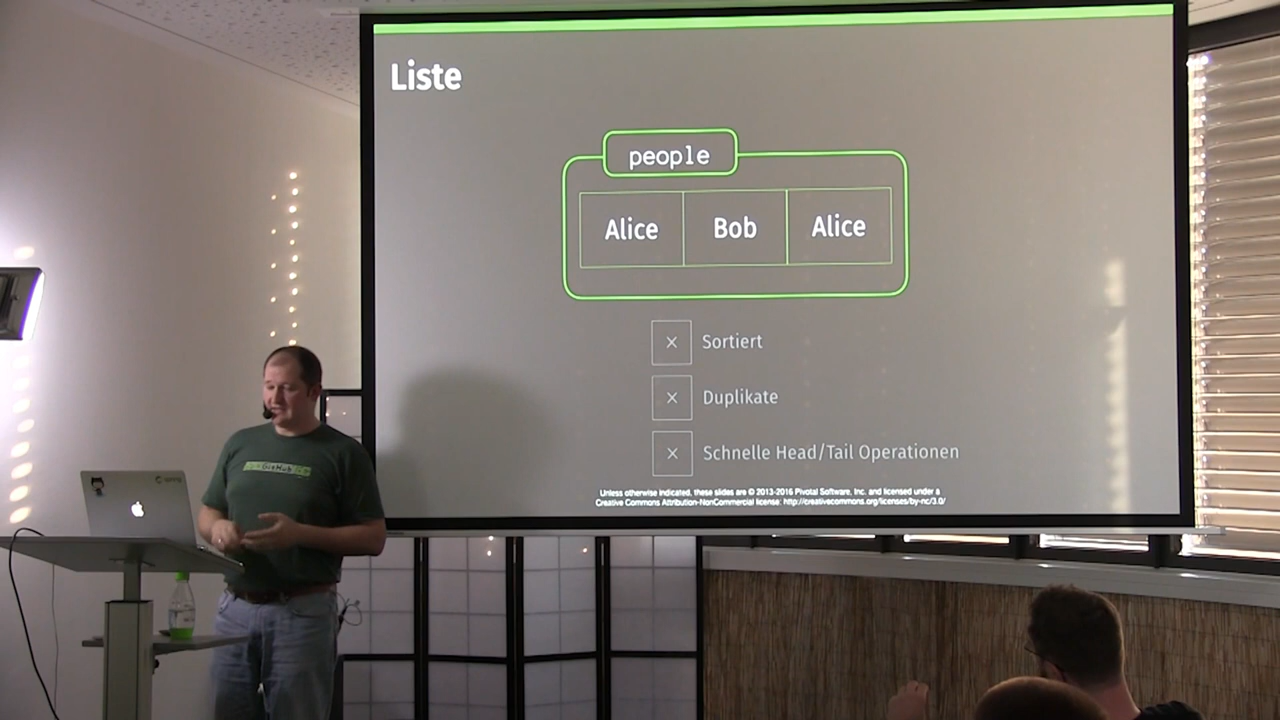 Liste
people
Alice Bob Alice
× Sortiert
× Duplikate
× Schnelle Head/Tail Operationen
Unless otherwise indicated, these slides are © 2013-2016 Pivotal Software, Inc. and licensed under a
Creative Commons Attribution-NonCommercial license: http://creativecommons.org/licenses/by-nc/3.0/
GitHub
spring